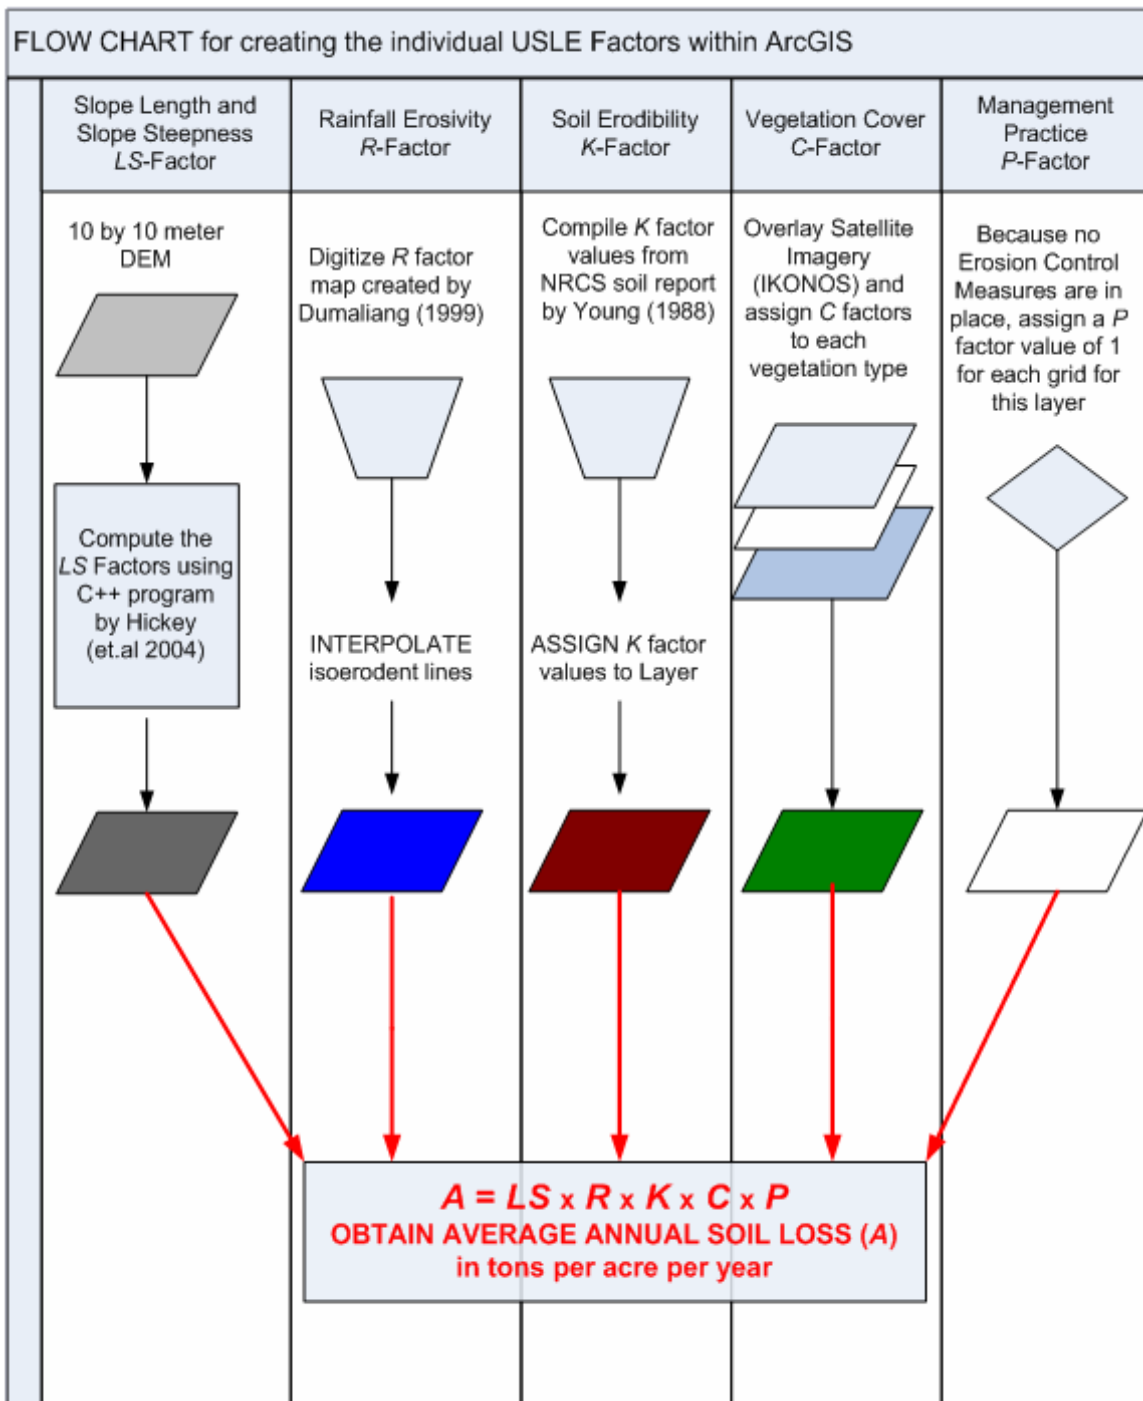 FLOW CHART for creating the individual USLE Factors within ArcGIS
Slope Length and
Slope Steepness
LS-Factor
Rainfall Erosivity
R-Factor
Soil Erodibility
K-Factor
Vegetation Cover
C-Factor
Management
Practice
P-Factor
10 by 10 meter
DEM
Compute the
LS Factors using
C++ program
by Hickey
(et.al 2004)
Digitize R factor
map created by
Dumaliang (1999)
INTERPOLATE
isoerodent lines
Compile K factor
values from
NRCS soil report
by Young (1988)
ASSIGN K factor
values to Layer
Overlay Satellite
Imagery
(IKONOS) and
assign C factors
to each
vegetation type
Because no
Erosion Control
Measures are in
place, assign a P
factor value of 1
for each grid for
this layer
A = LS x R x K x C x P
OBTAIN AVERAGE ANNUAL SOIL LOSS (A)
in tons per acre per year